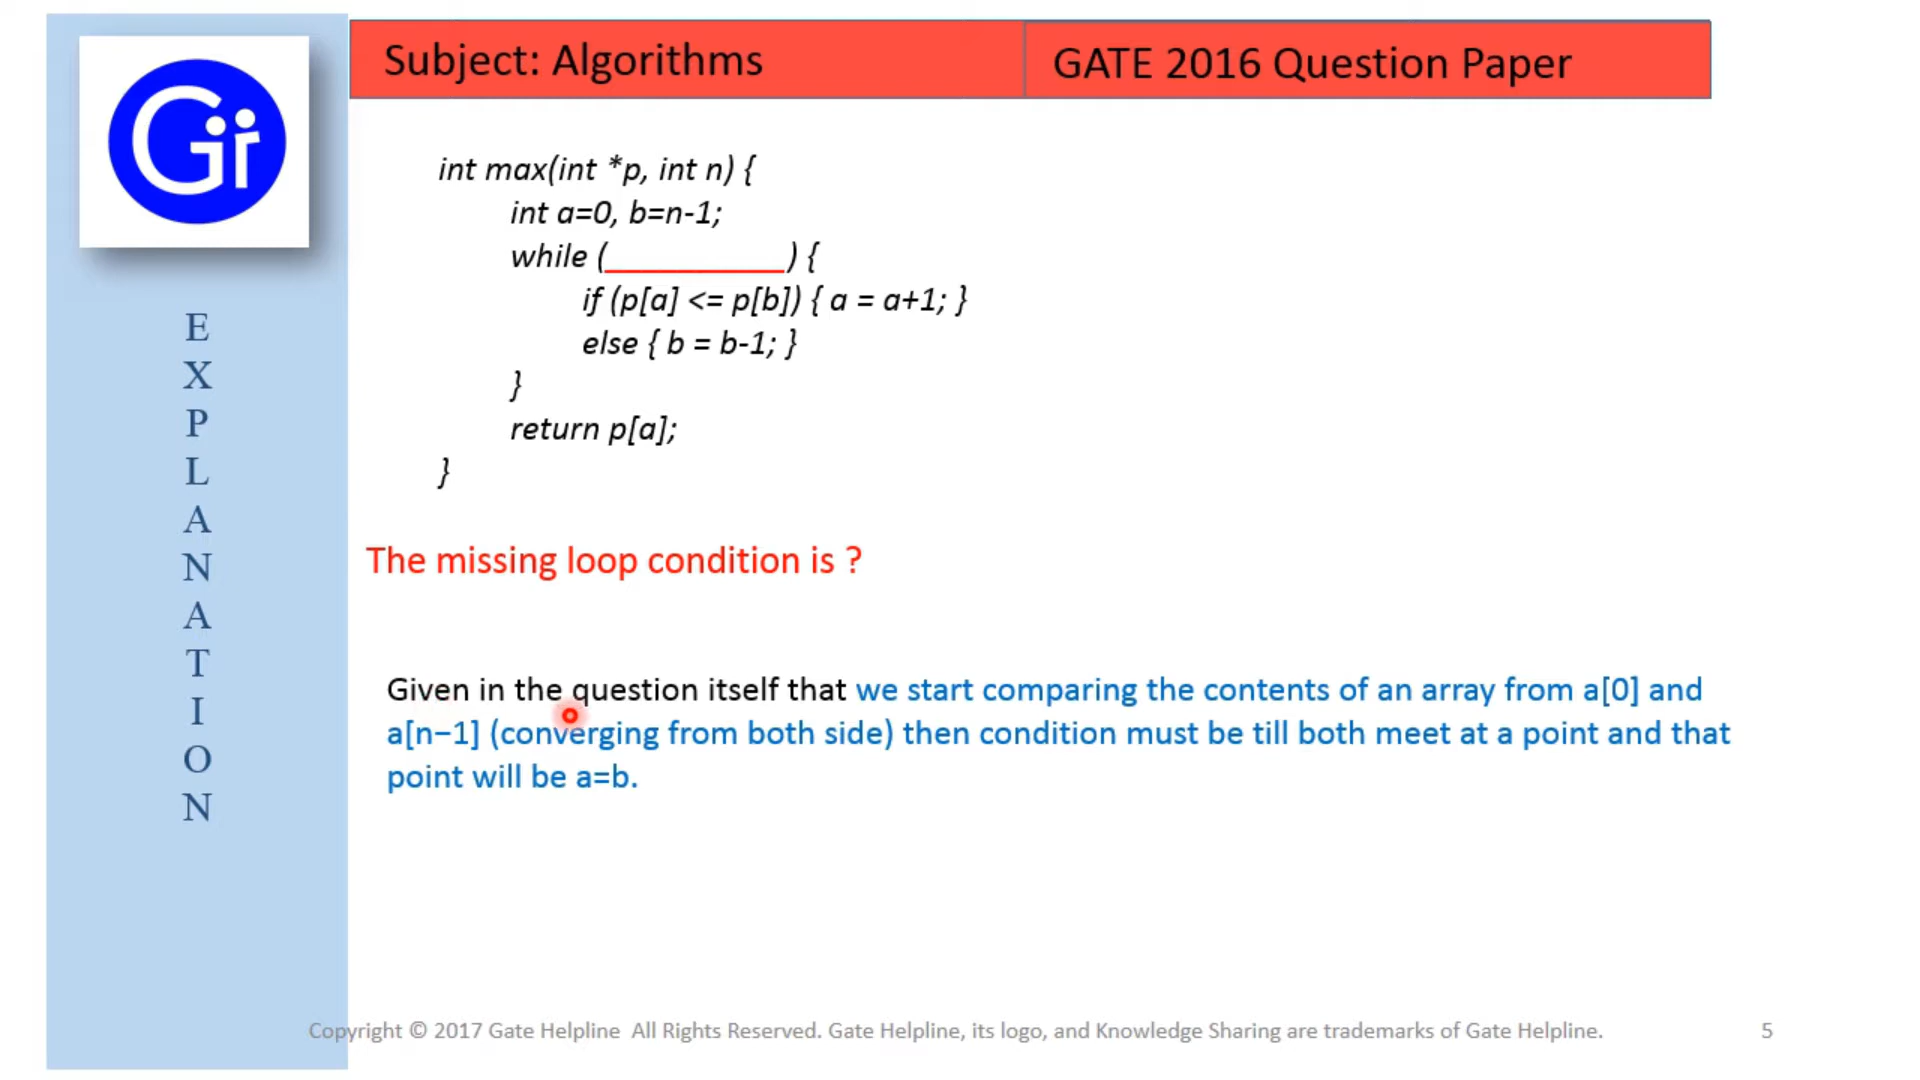 Gi
Subject: Algorithms
GATE 2016 Question Paper
int max(int *p, int n) {
int a=0, b=n-1;
while (__________) {
if (p[a] <= p[b]) { a = a+1; }
else { b = b-1; }
}
return p[a];
}
The missing loop condition is ?
Given in the question itself that we start comparing the contents of an array from a[0] and
a[n−1] (converging from both side) then condition must be till both meet at a point and that
point will be a=b.
E
X
P
L
A
N
A
T
I
O
N
Copyright © 2017 Gate Helpline All Rights Reserved. Gate Helpline, its logo, and Knowledge Sharing are trademarks of Gate Helpline.
5